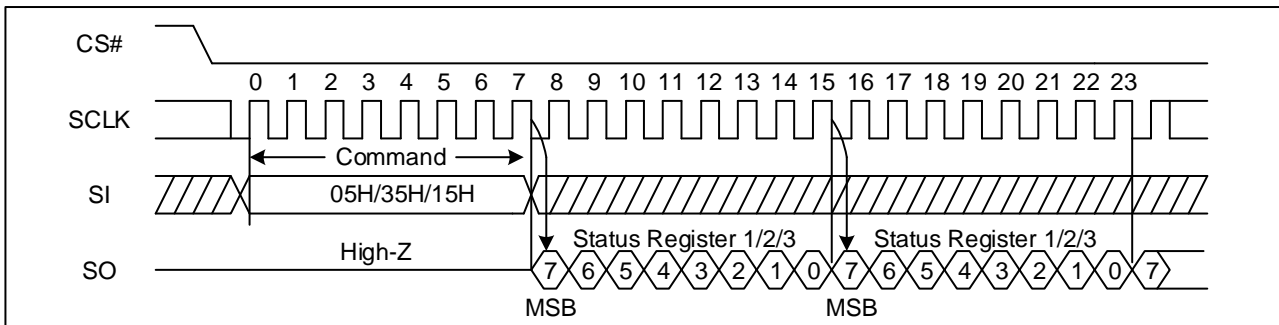 CS#
0 1 2 3 4 5 6 7 8 9 10 11 12 13 14 15 16 17 18 19 20 21 22 23
SCLK
Command
SI
05H/35H/15H
High-Z
Status Register 1/2/3 Status Register 1/2/3
SO
7 6 5 4 3 2 1 0 7 6 5 4 3 2 1 0 7
MSB MSB